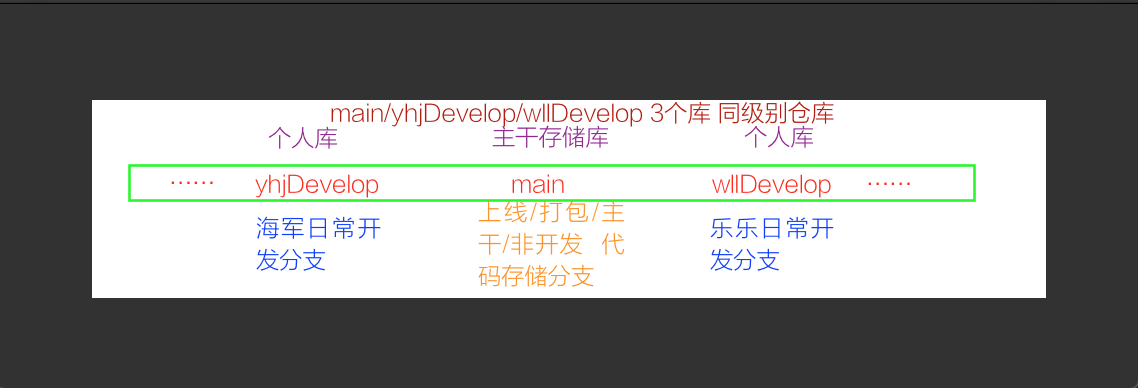 main/yhjDevelop/wllDevelop 3个库 同级别仓库
个人库 主干存储库 个人库
…… yhjDevelop main wllDevelop ……
海军日常开
发分支
上线/打包/主
干/非开发 代
码存储分支
乐乐日常开
发分支